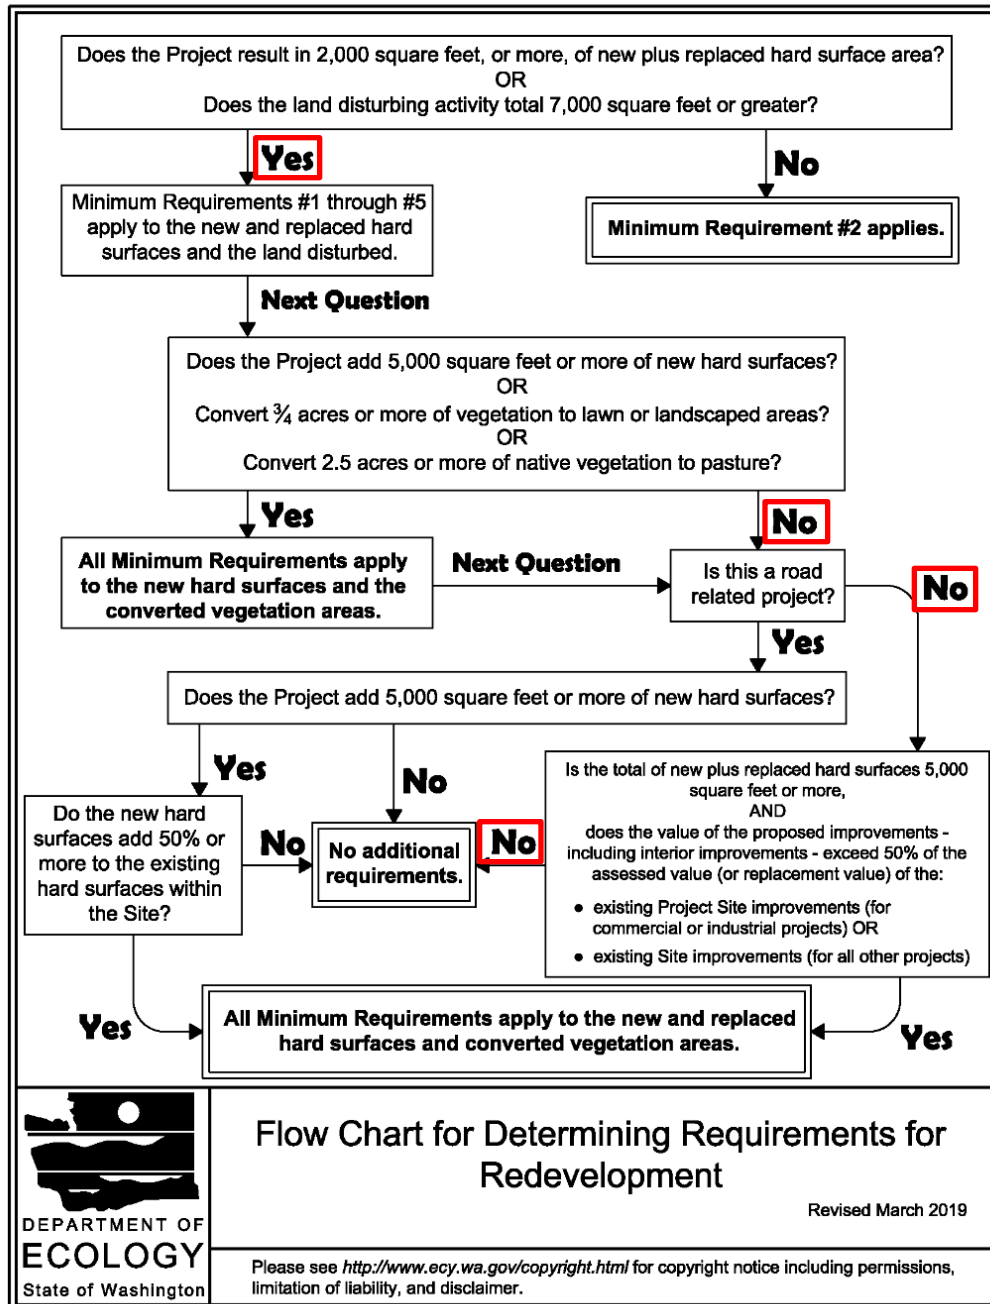 Does the Project result in 2,000 square feet, or more, of new plus replaced hard surface area?
OR
Does the land disturbing activity total 7,000 square feet or greater?
Yes
No
Minimum Requirements #1 through #5
apply to the new and replaced hard
surfaces and the land disturbed.
Minimum Requirement #2 applies.
Next Question
Does the Project add 5,000 square feet or more of new hard surfaces?
OR
Convert ¾ acres or more of vegetation to lawn or landscaped areas?
OR
Convert 2.5 acres or more of native vegetation to pasture?
Yes
No
All Minimum Requirements apply
to the new hard surfaces and the
converted vegetation areas.
Next Question
Is this a road
related project?
No
Yes
Does the Project add 5,000 square feet or more of new hard surfaces?
Yes
No
Do the new hard
surfaces add 50% or
more to the existing
hard surfaces within
the Site?
No
No additional
requirements.
No
Is the total of new plus replaced hard surfaces 5,000
square feet or more,
AND
does the value of the proposed improvements -
including interior improvements - exceed 50% of the
assessed value (or replacement value) of the:
• existing Project Site improvements (for
commercial or industrial projects) OR
• existing Site improvements (for all other projects)
Yes
All Minimum Requirements apply to the new and replaced
hard surfaces and converted vegetation areas.
Yes
DEPARTMENT OF
ECOLOGY
State of Washington
Flow Chart for Determining Requirements for
Redevelopment
Revised March 2019
Please see http://www.ecy.wa.gov/copyright.html for copyright notice including permissions,
limitation of liability, and disclaimer.